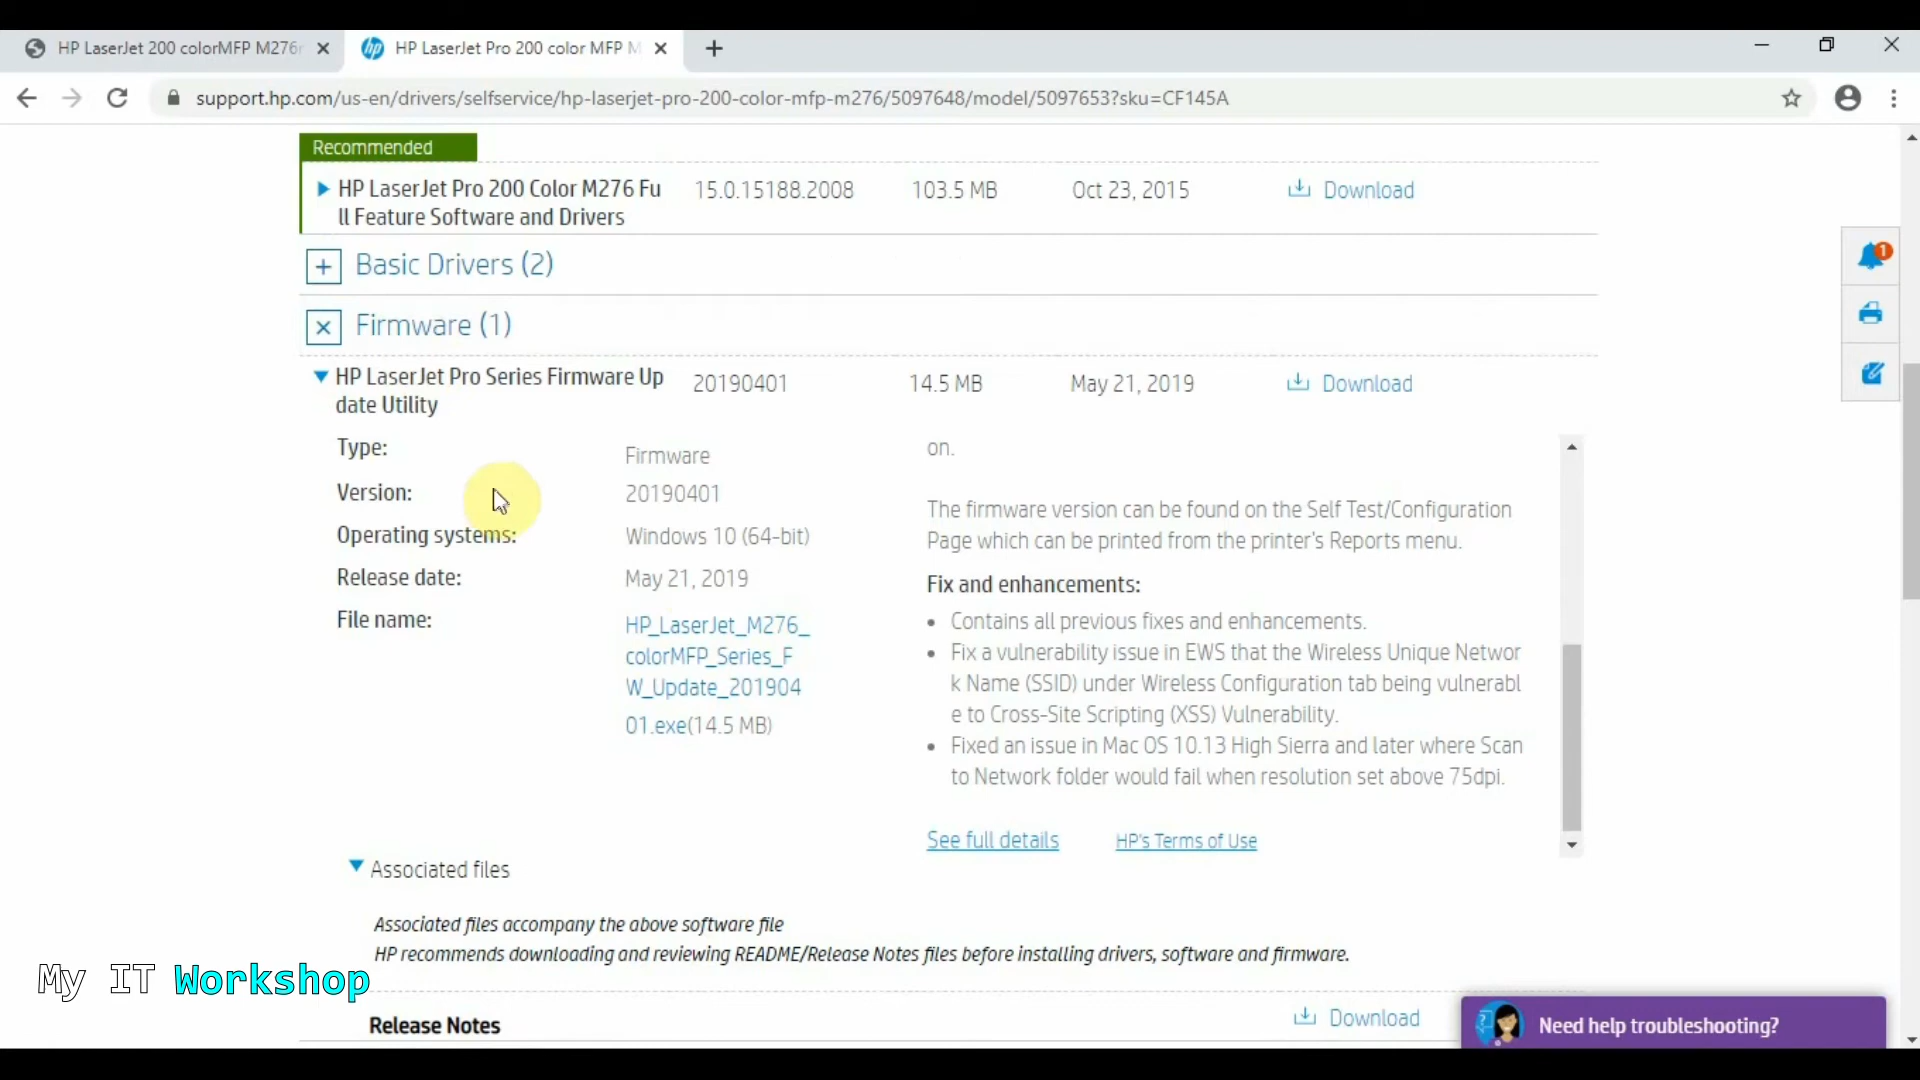 HP LaserJet 200 colorMFP M276n
HP LaserJet Pro 200 color MFP M
support.hp.com/us-en/drivers/selfservice/hp-laserjet-pro-200-color-mfp-m276/5097648/model/5097653?sku=CF145A
Recommended
HP LaserJet Pro 200 Color M276 Fu 15.0.15188.2008 103.5 MB Oct 23, 2015 Download
ll Feature Software and Drivers
+ Basic Drivers (2)
1
× Firmware (1)
HP LaserJet Pro Series Firmware Up 20190401 14.5 MB May 21, 2019 Download
date Utility
Type: Firmware
Version: 20190401
Operating systems: Windows 10 (64-bit)
Release date: May 21, 2019
File name: HP_LaserJet_M276_
colorMFP_Series_F
W_Update_201904
01.exe(14.5 MB)
on.
The firmware version can be found on the Self Test/Configuration
Page which can be printed from the printer's Reports menu.
Fix and enhancements:
• Contains all previous fixes and enhancements.
• Fix a vulnerability issue in EWS that the Wireless Unique Networ
k Name (SSID) under Wireless Configuration tab being vulnerabl
e to Cross-Site Scripting (XSS) Vulnerability.
• Fixed an issue in Mac OS 10.13 High Sierra and later where Scan
to Network folder would fail when resolution set above 75dpi.
See full details HP's Terms of Use
Associated files
Associated files accompany the above software file
HP recommends downloading and reviewing README/Release Notes files before installing drivers, software and firmware.
My IT Workshop
Release Notes Download
Need help troubleshooting?